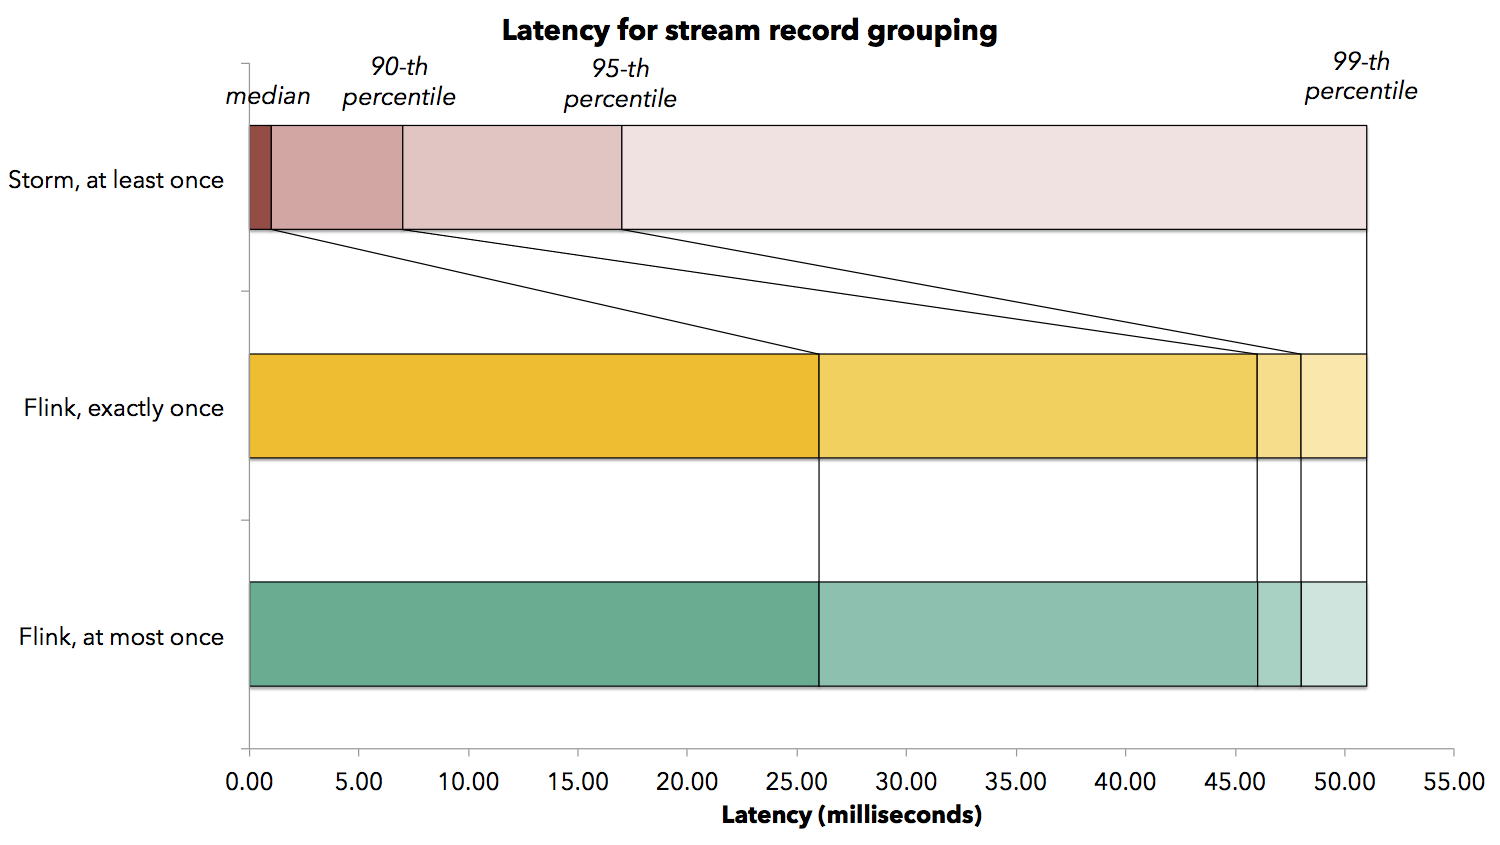 Latency for stream record grouping
median
90-th
percentile
95-th
percentile
99-th
percentile
Storm, at least once
Flink, exactly once
Flink, at most once
0.00 5.00 10.00 15.00 20.00 25.00 30.00 35.00 40.00 45.00 50.00 55.00
Latency (milliseconds)